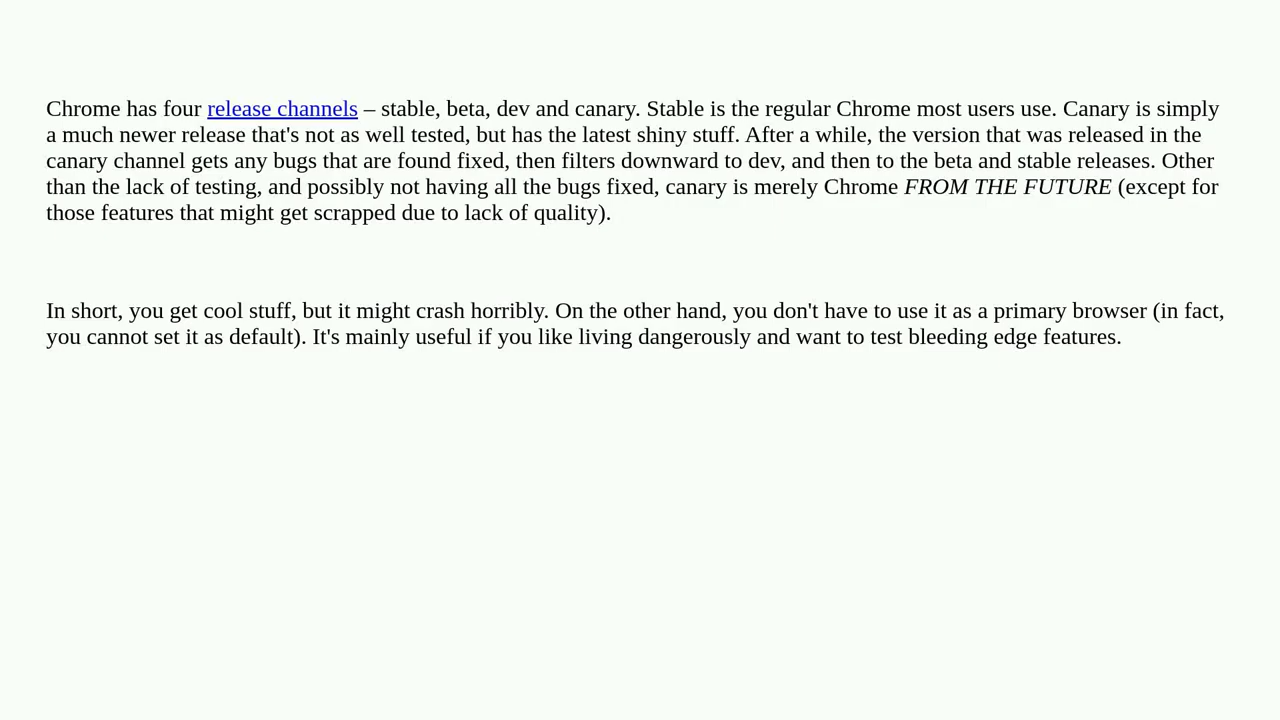 Chrome has four release channels – stable, beta, dev and canary. Stable is the regular Chrome most users use. Canary is simply
a much newer release that's not as well tested, but has the latest shiny stuff. After a while, the version that was released in the
canary channel gets any bugs that are found fixed, then filters downward to dev, and then to the beta and stable releases. Other
than the lack of testing, and possibly not having all the bugs fixed, canary is merely Chrome FROM THE FUTURE (except for
those features that might get scrapped due to lack of quality).
In short, you get cool stuff, but it might crash horribly. On the other hand, you don't have to use it as a primary browser (in fact,
you cannot set it as default). It's mainly useful if you like living dangerously and want to test bleeding edge features.